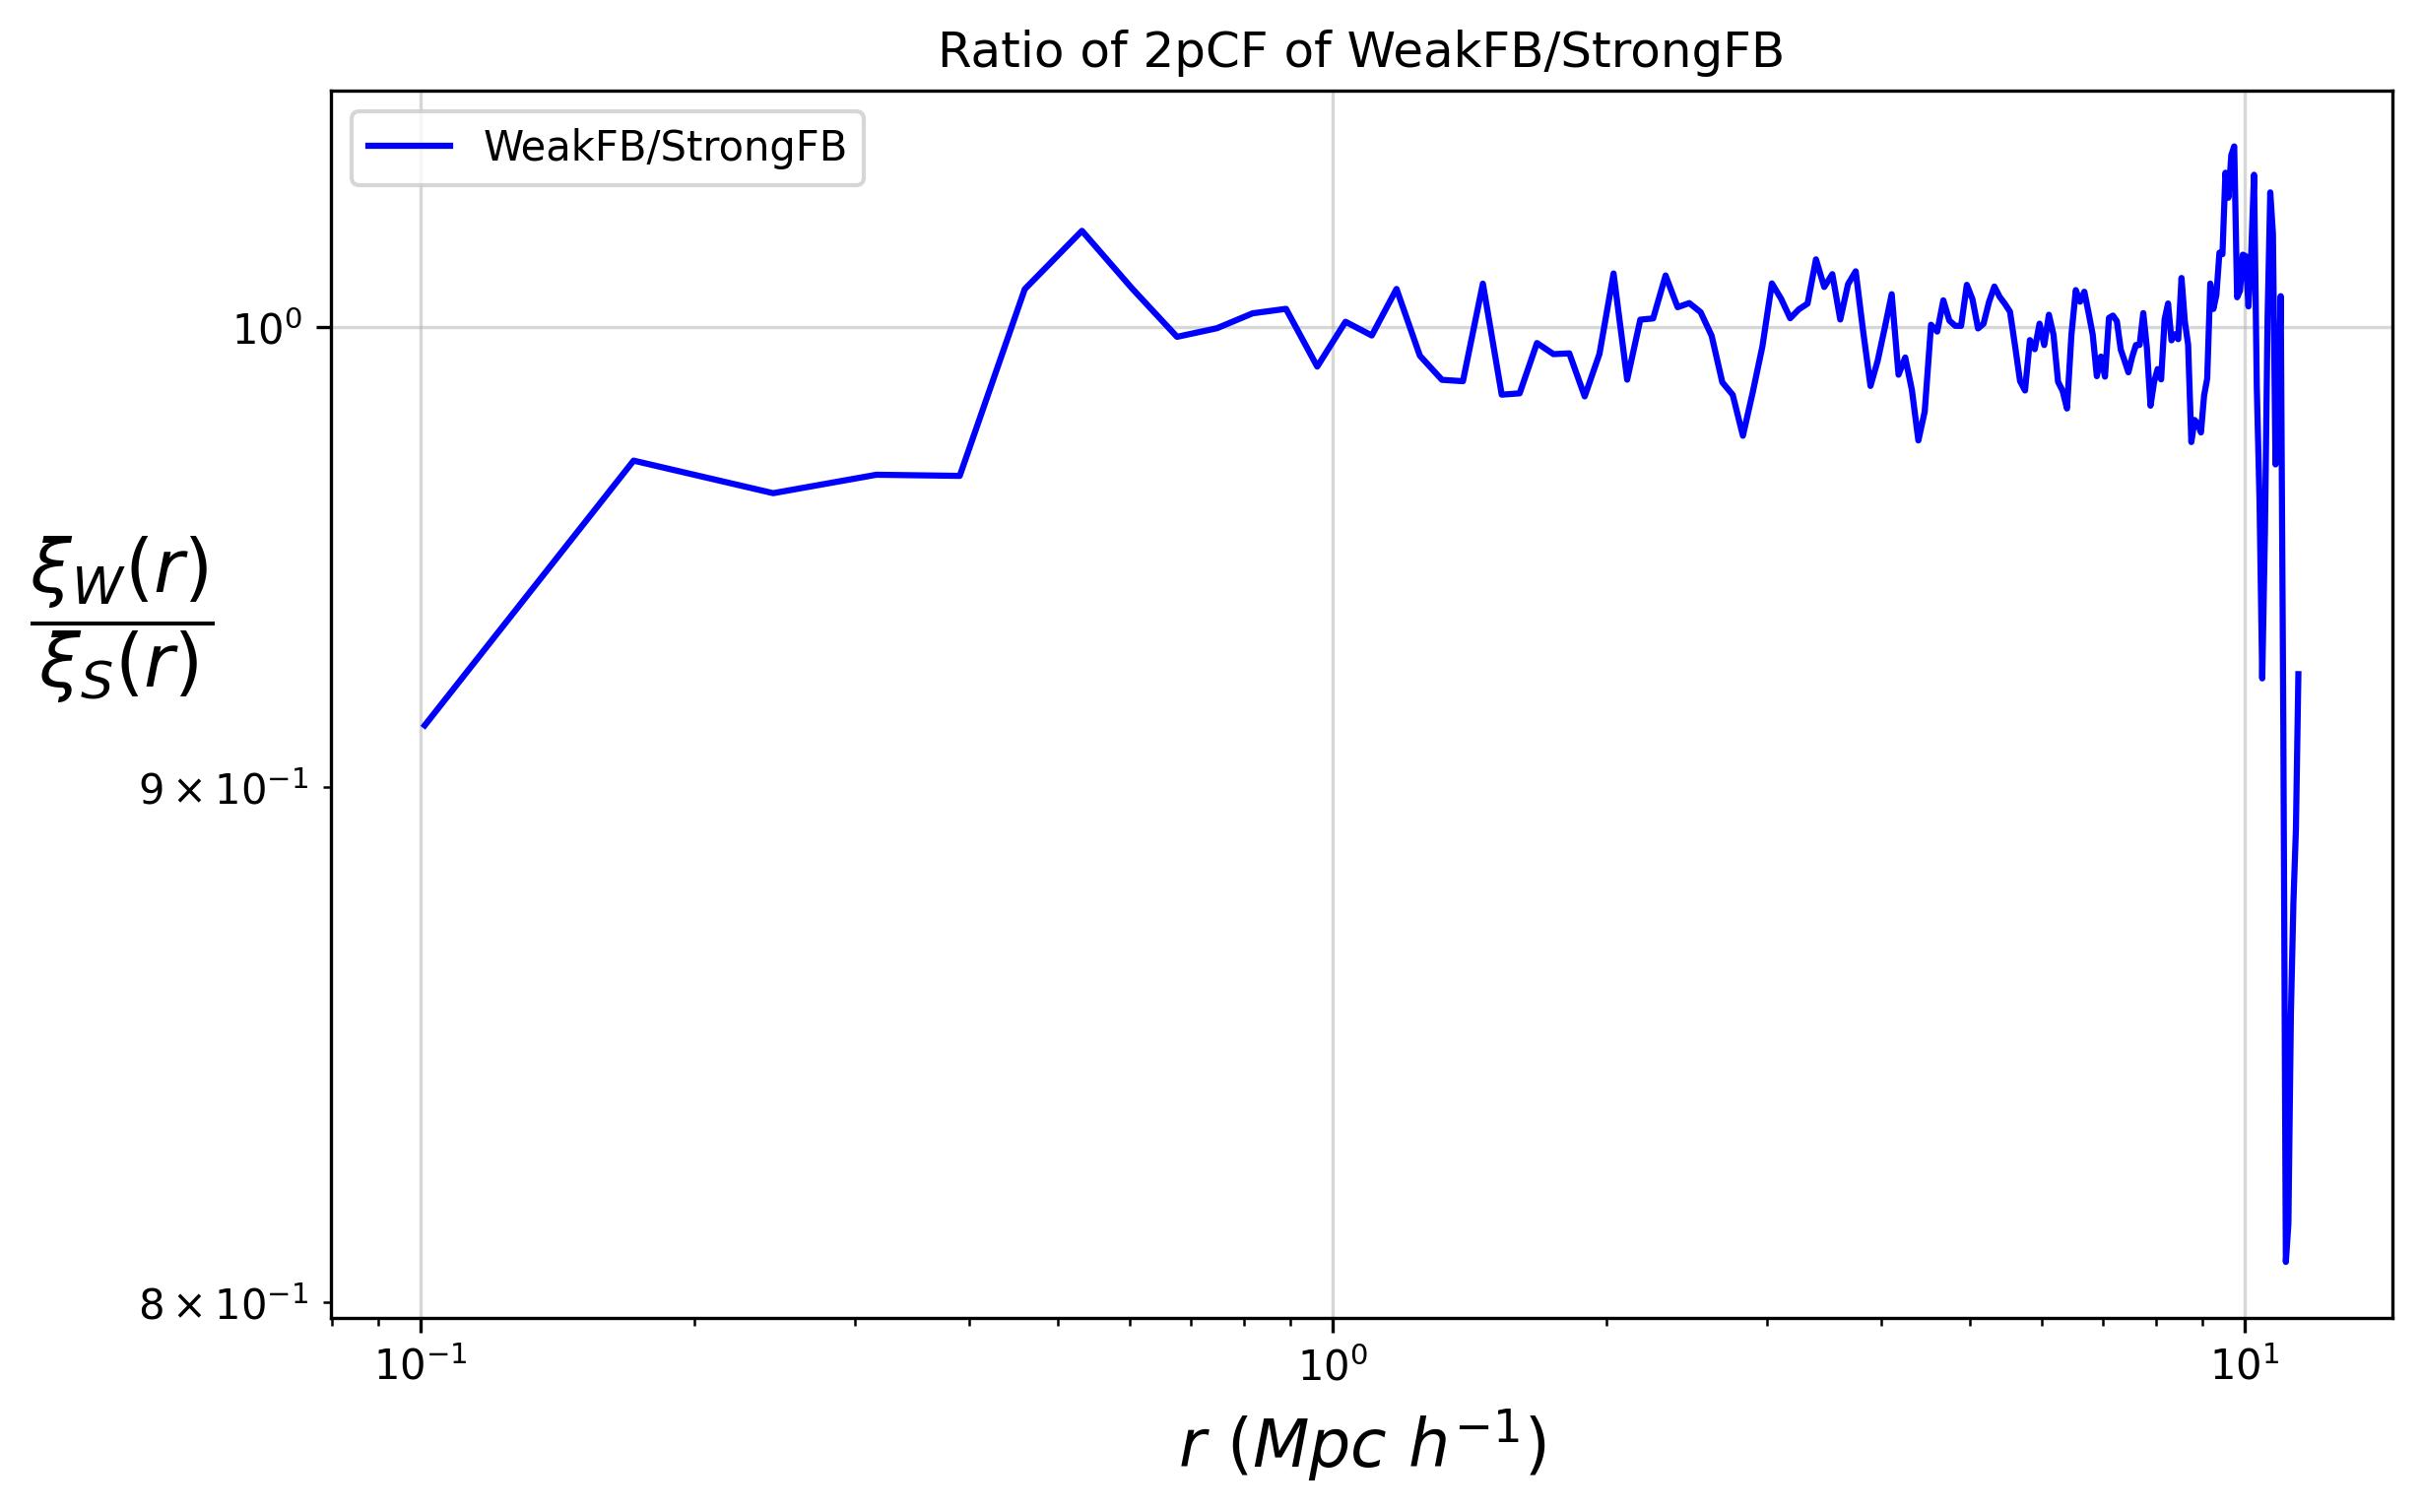 Ratio of 2pCF of WeakFB/StrongFB
WeakFB/StrongFB
10⁰
ξ_W(r)
ξ_S(r)
9 × 10⁻¹
8 × 10⁻¹
10⁻¹ 10⁰ 10¹
r (Mpc h⁻¹)